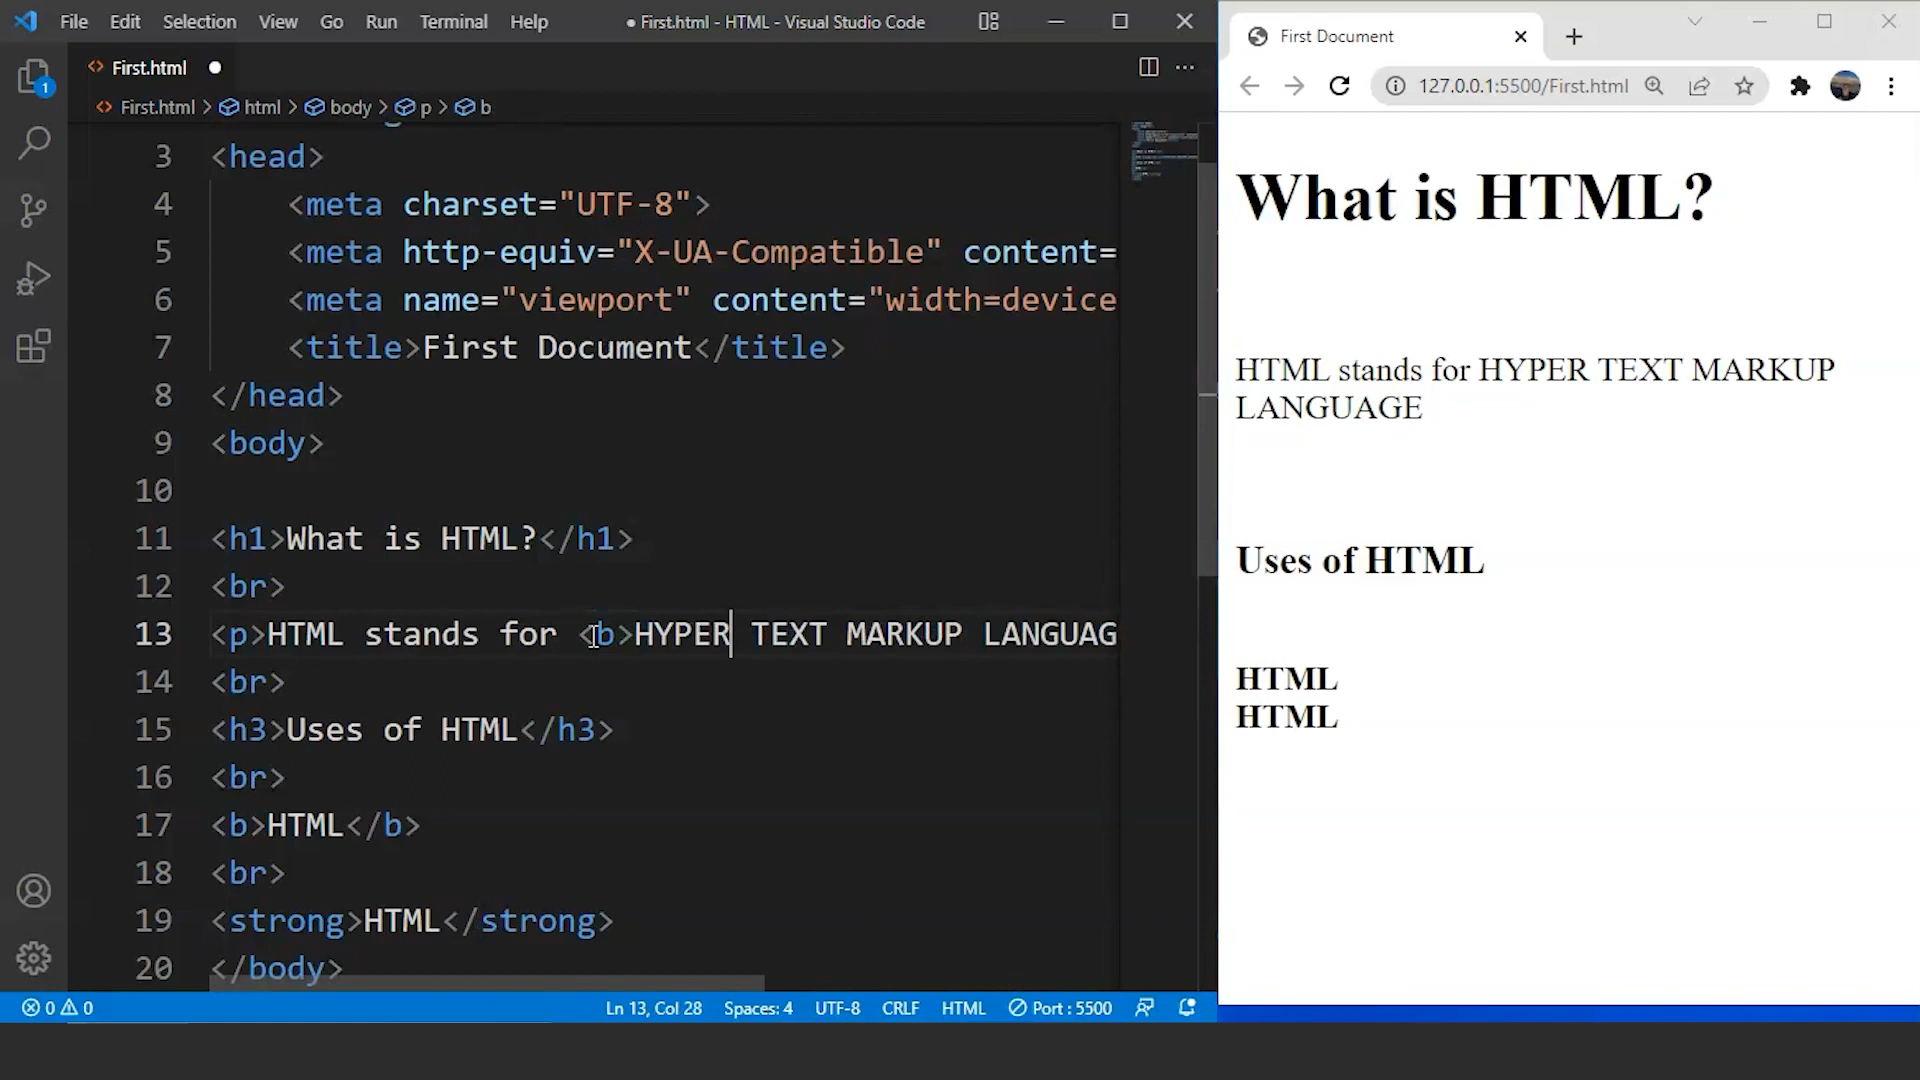 File Edit Selection View Go Run Terminal Help ● First.html - HTML - Visual Studio Code
First.html
First.html > html > body > p > b
3 <head>
4 <meta charset="UTF-8">
5 <meta http-equiv="X-UA-Compatible" content=
6 <meta name="viewport" content="width=device
7 <title>First Document</title>
8 </head>
9 <body>
10
11 <h1>What is HTML?</h1>
12 <br>
13 <p>HTML stands for <b>HYPER TEXT MARKUP LANGUAG
14 <br>
15 <h3>Uses of HTML</h3>
16 <br>
17 <b>HTML</b>
18 <br>
19 <strong>HTML</strong>
20 </body>
1
0 0 Ln 13, Col 28 Spaces: 4 UTF-8 CRLF HTML Port : 5500
First Document
127.0.0.1:5500/First.html
What is HTML?
HTML stands for HYPER TEXT MARKUP
LANGUAGE
Uses of HTML
HTML
HTML